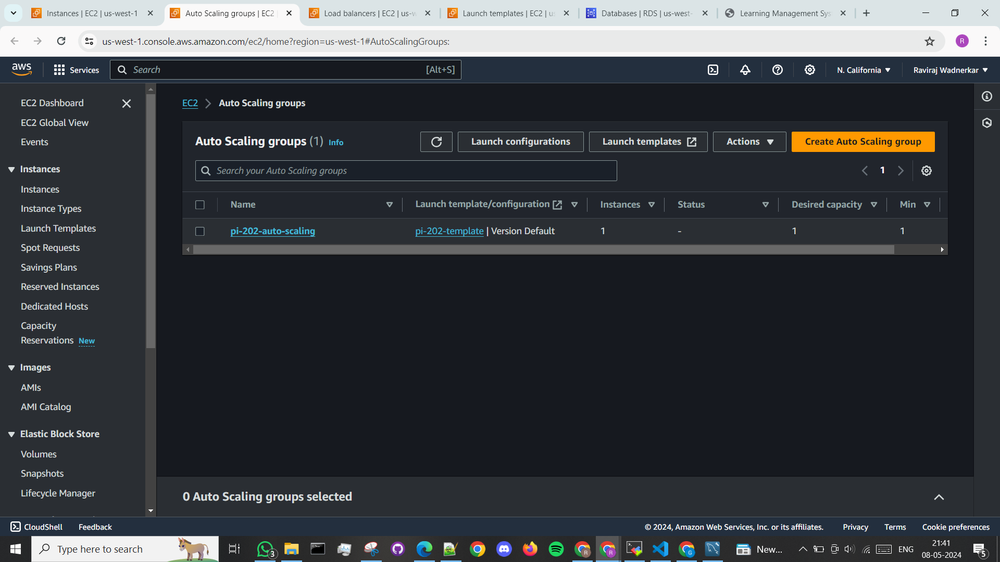 Instances | EC2 | us-west-1
Auto Scaling groups | EC2
Load balancers | EC2 | us-w
Launch templates | EC2 | us
Databases | RDS | us-west-
Learning Management Sys
us-west-1.console.aws.amazon.com/ec2/home?region=us-west-1#AutoScalingGroups:
R
aws
Services
Search
[Alt+S]
N. California
Raviraj Wadnerkar
EC2 Dashboard
EC2 Global View
Events
Instances
Instances
Instance Types
Launch Templates
Spot Requests
Savings Plans
Reserved Instances
Dedicated Hosts
Capacity
Reservations New
Images
AMIs
AMI Catalog
Elastic Block Store
Volumes
Snapshots
Lifecycle Manager
EC2 > Auto Scaling groups
Auto Scaling groups (1) Info
Launch configurations
Launch templates
Actions
Create Auto Scaling group
Search your Auto Scaling groups
1
Name Launch template/configuration Instances Status Desired capacity Min
pi-202-auto-scaling pi-202-template | Version Default 1 - 1 1
0 Auto Scaling groups selected
CloudShell Feedback
© 2024, Amazon Web Services, Inc. or its affiliates. Privacy Terms Cookie preferences
Type here to search
3
R
R
G
New...
ENG
21:41
08-05-2024
5